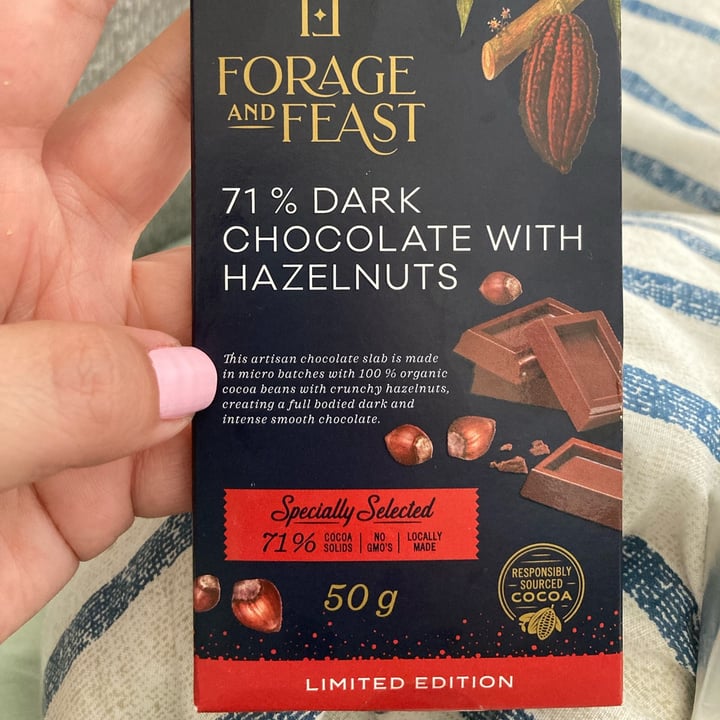 FORAGE
AND FEAST
71 % DARK
CHOCOLATE WITH
HAZELNUTS
This artisan chocolate slab is made
in micro batches with 100 % organic
cocoa beans with crunchy hazelnuts,
creating a full bodied dark and
intense smooth chocolate.
Specially Selected
71% COCOA SOLIDS | NO GMO'S | LOCALLY MADE
50 g
RESPONSIBLY
SOURCED
COCOA
LIMITED EDITION